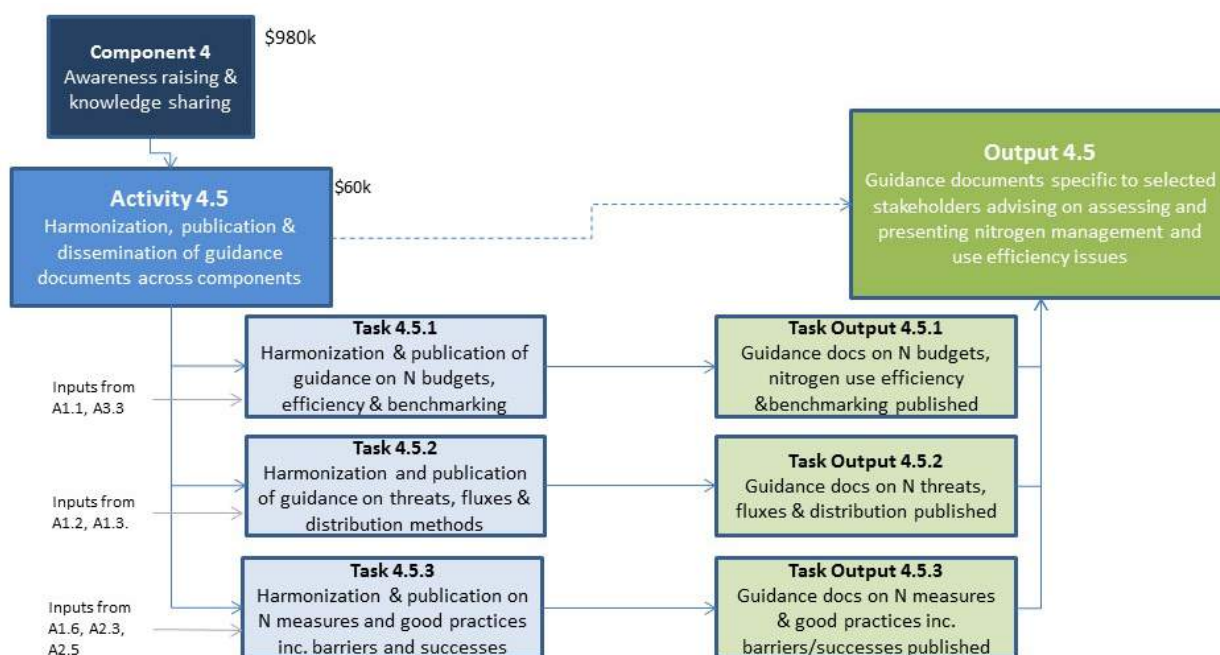 Component 4
Awareness raising &
knowledge sharing
$980k
Activity 4.5
Harmonization, publication &
dissemination of guidance
documents across components
$60k
Output 4.5
Guidance documents specific to selected
stakeholders advising on assessing and
presenting nitrogen management and
use efficiency issues
Inputs from
A1.1, A3.3
Task 4.5.1
Harmonization & publication of
guidance on N budgets,
efficiency & benchmarking
Task Output 4.5.1
Guidance docs on N budgets,
nitrogen use efficiency
&benchmarking published
Inputs from
A1.2, A1.3.
Task 4.5.2
Harmonization and publication
of guidance on threats, fluxes &
distribution methods
Task Output 4.5.2
Guidance docs on N threats,
fluxes & distribution published
Inputs from
A1.6, A2.3,
A2.5
Task 4.5.3
Harmonization & publication on
N measures and good practices
inc. barriers and successes
Task Output 4.5.3
Guidance docs on N measures
& good practices inc.
barriers/successes published